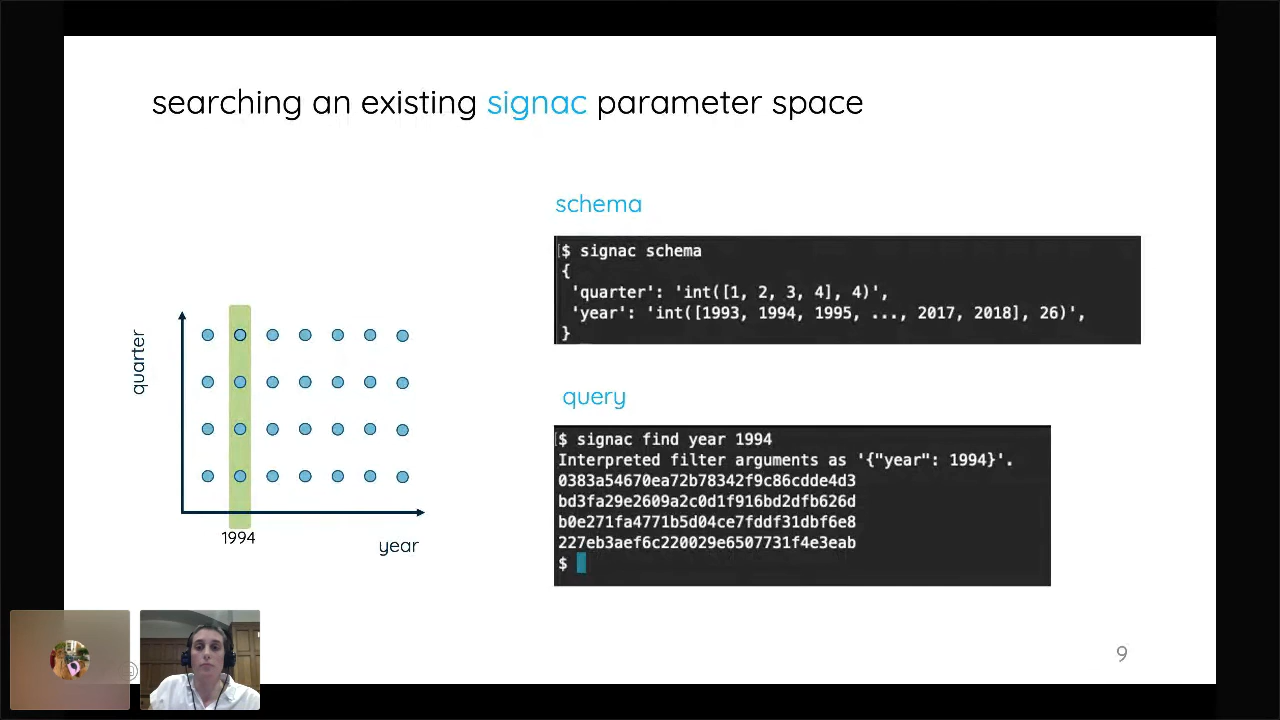 searching an existing signac parameter space
schema
$ signac schema
{
'quarter': 'int([1, 2, 3, 4], 4)',
'year': 'int([1993, 1994, 1995, ..., 2017, 2018], 26)',
}
quarter
1994
year
query
$ signac find year 1994
Interpreted filter arguments as '{"year": 1994}'.
0383a54670ea72b78342f9c86cdde4d3
bd3fa29e2609a2c0d1f916bd2dfb626d
b0e271fa4771b5d04ce7fddf31dbf6e8
227eb3aef6c220029e6507731f4e3eab
$
9